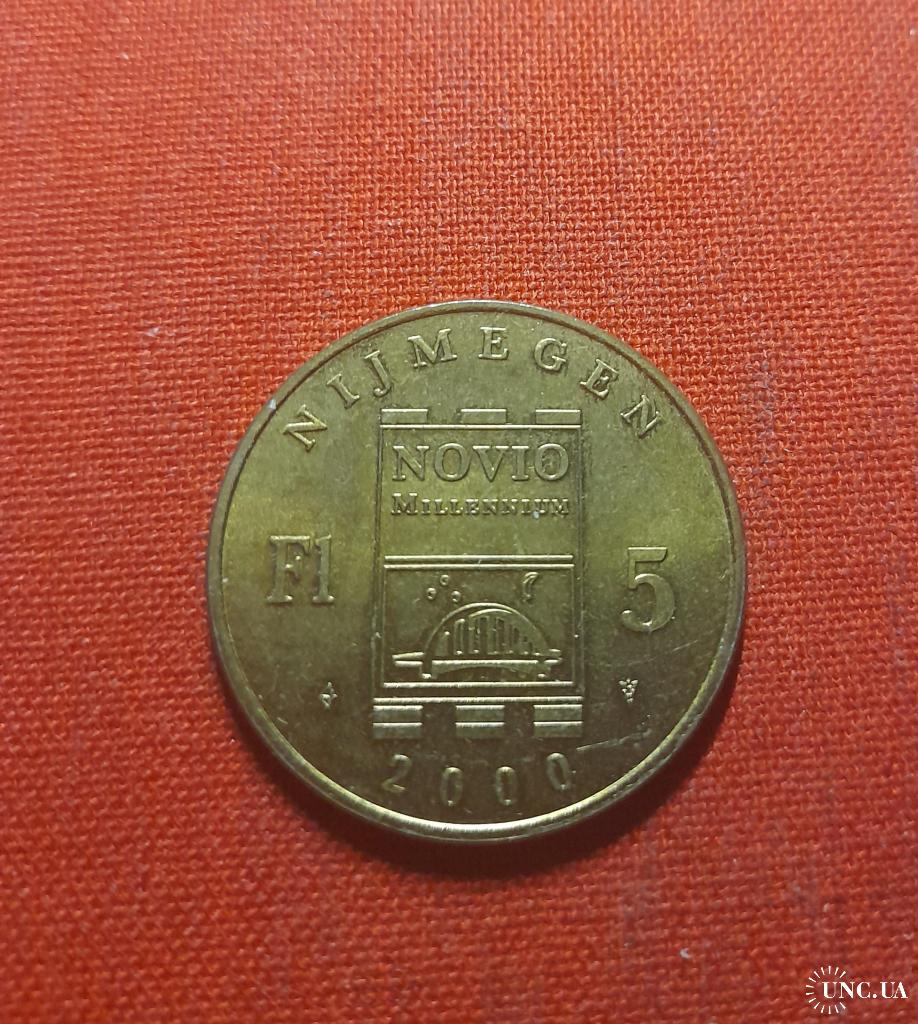 NIJMEGEN
NOVIO
MILLENNIUM
Fl 5
2000
UNC.UA